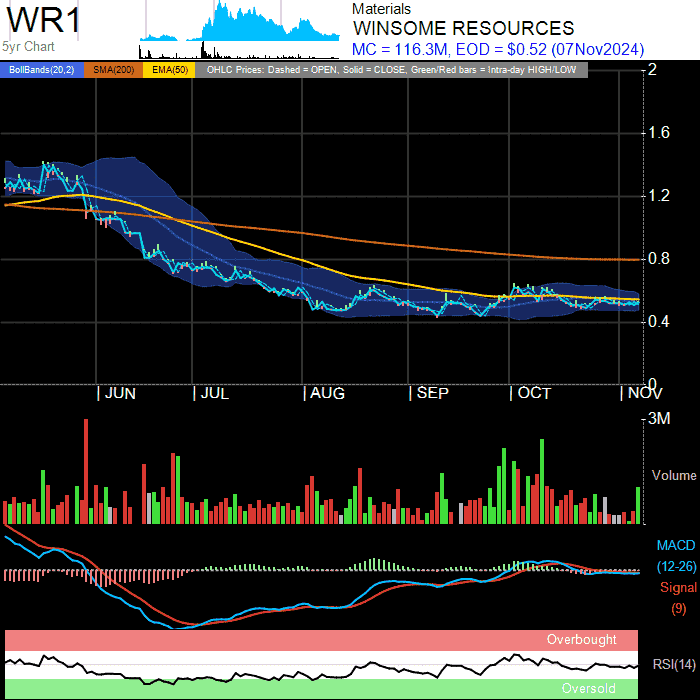 WR1
5yr Chart
Materials
WINSOME RESOURCES
MC = 116.3M, EOD = $0.52 (07Nov2024)
BollBands(20,2) SMA(200) EMA(50) OHLC Prices: Dashed = OPEN, Solid = CLOSE, Green/Red bars = Intra-day HIGH/LOW
2
1.6
1.2
0.8
0.4
0
JUN JUL AUG SEP OCT NOV
3M
Volume
MACD
(12-26)
Signal
(9)
Overbought
RSI(14)
Oversold